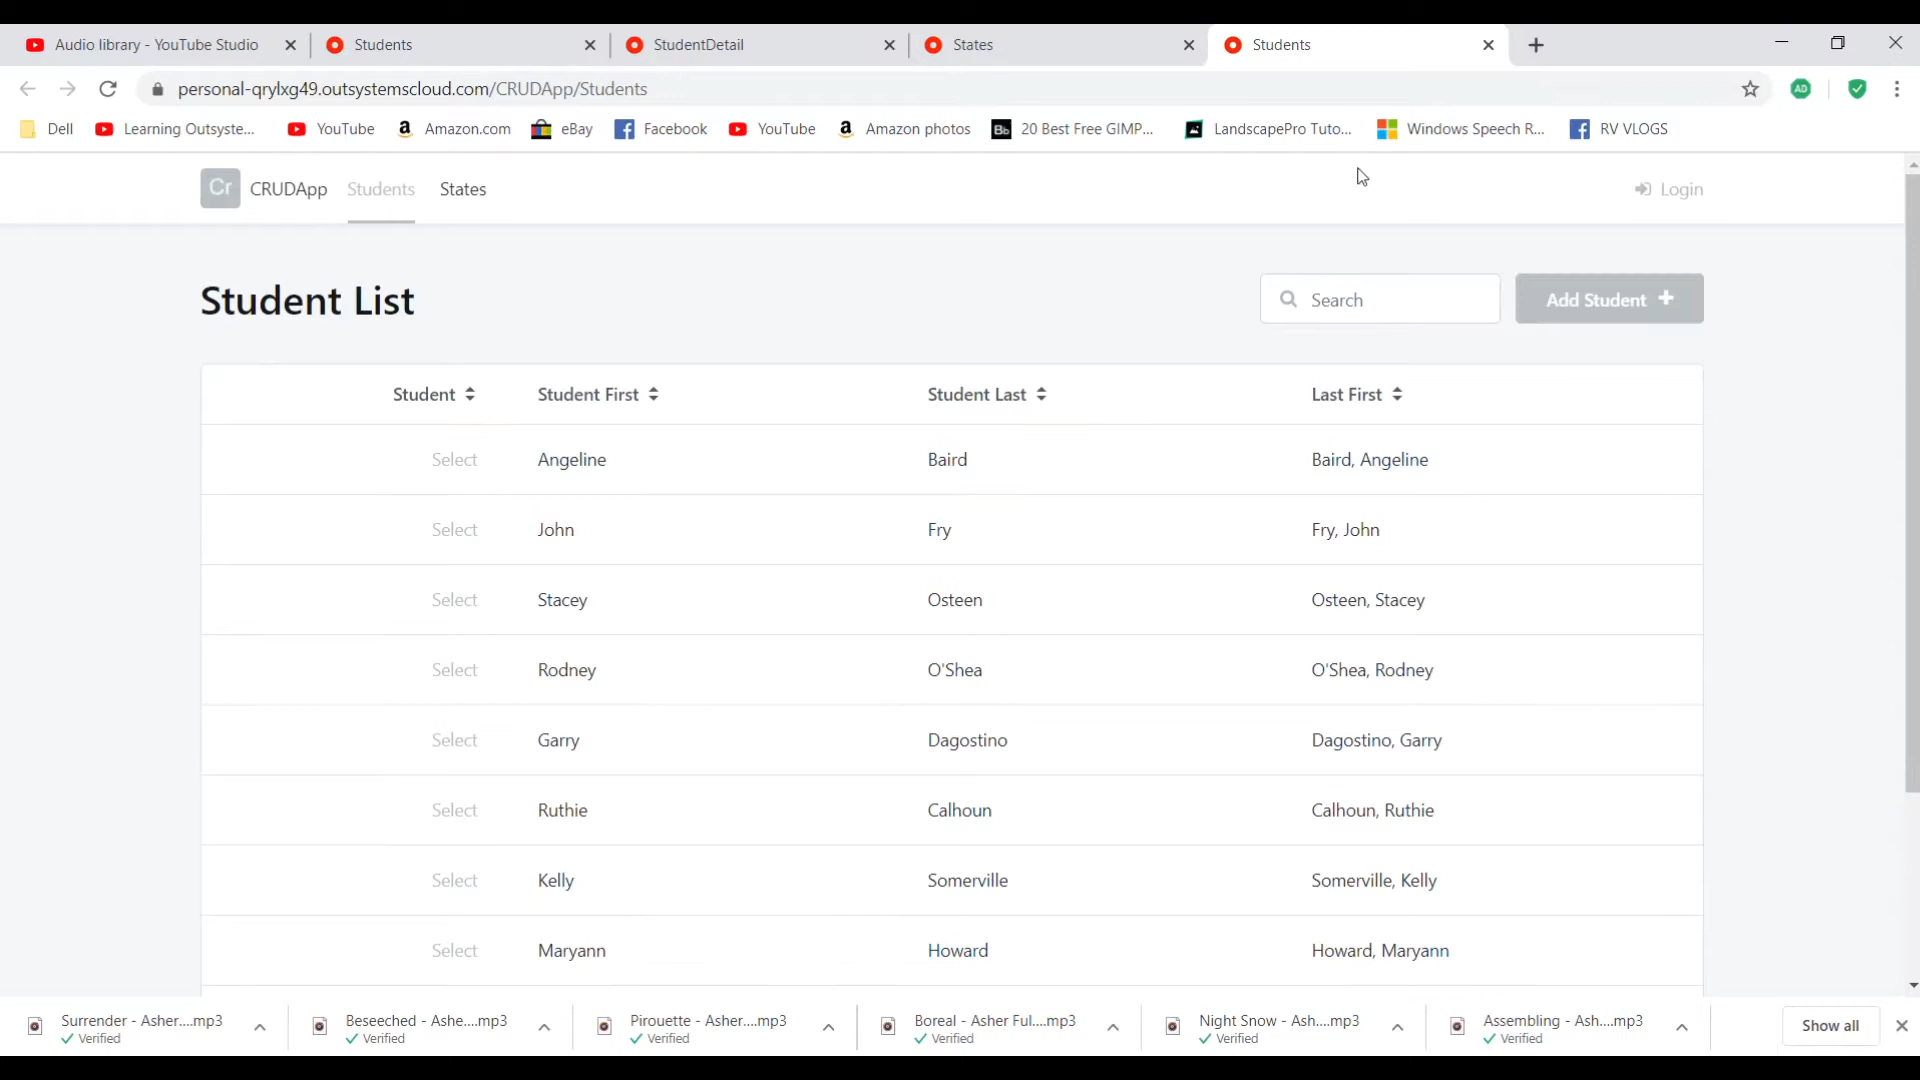 Audio library - YouTube Studio Students StudentDetail States Students
personal-qrylxg49.outsystemscloud.com/CRUDApp/Students AD
Dell Learning Outsyste... YouTube Amazon.com eBay Facebook YouTube Amazon photos Bb 20 Best Free GIMP... LandscapePro Tuto... Windows Speech R... RV VLOGS
Cr CRUDApp Students States Login
Student List Search Add Student
Student Student First Student Last Last First
Select Angeline Baird Baird, Angeline
Select John Fry Fry, John
Select Stacey Osteen Osteen, Stacey
Select Rodney O'Shea O'Shea, Rodney
Select Garry Dagostino Dagostino, Garry
Select Ruthie Calhoun Calhoun, Ruthie
Select Kelly Somerville Somerville, Kelly
Select Maryann Howard Howard, Maryann
Surrender - Asher....mp3 Beseeched - Ashe....mp3 Pirouette - Asher....mp3 Boreal - Asher Ful....mp3 Night Snow - Ash....mp3 Assembling - Ash....mp3 Show all
Verified Verified Verified Verified Verified Verified